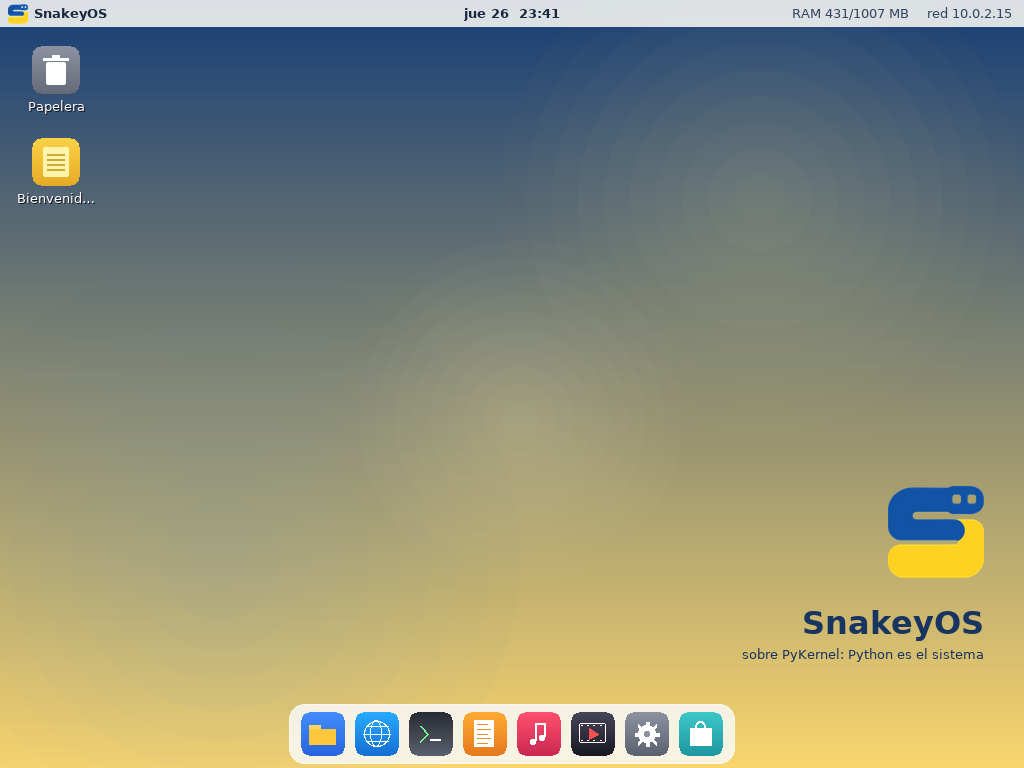 SnakeyOS
jue 26 23:41
RAM 431/1007 MB
red 10.0.2.15
Papelera
Bienvenid...
SnakeyOS
sobre PyKernel: Python es el sistema